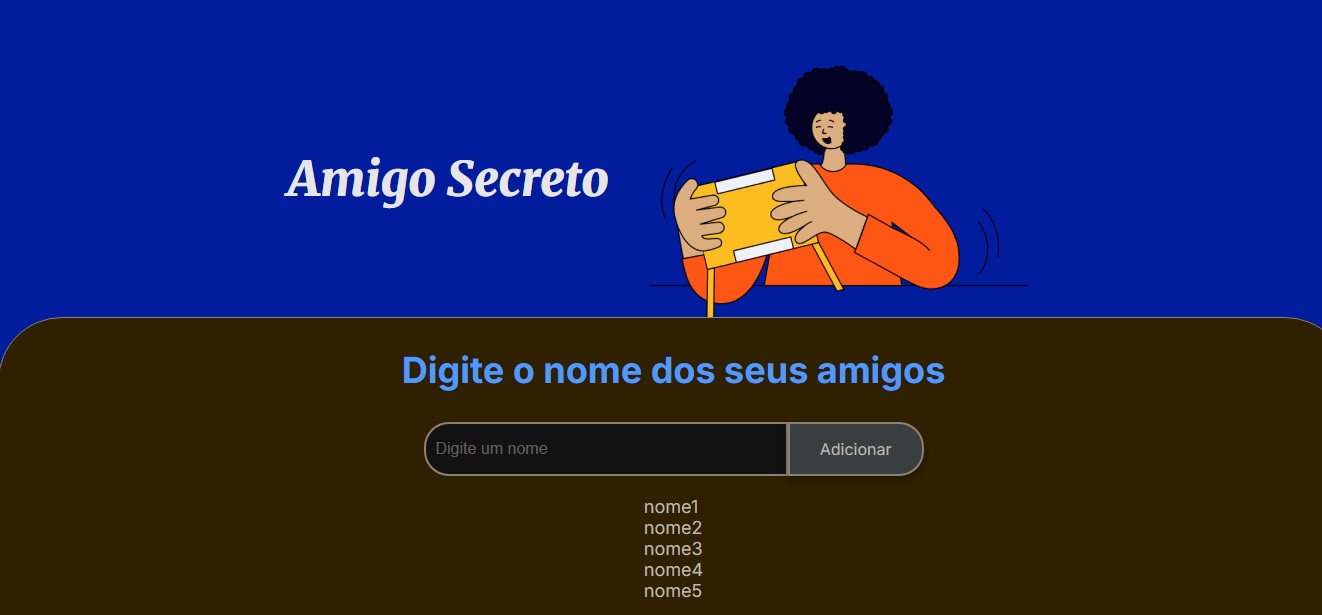 Amigo Secreto
Digite o nome dos seus amigos
Digite um nome
Adicionar
nome1
nome2
nome3
nome4
nome5